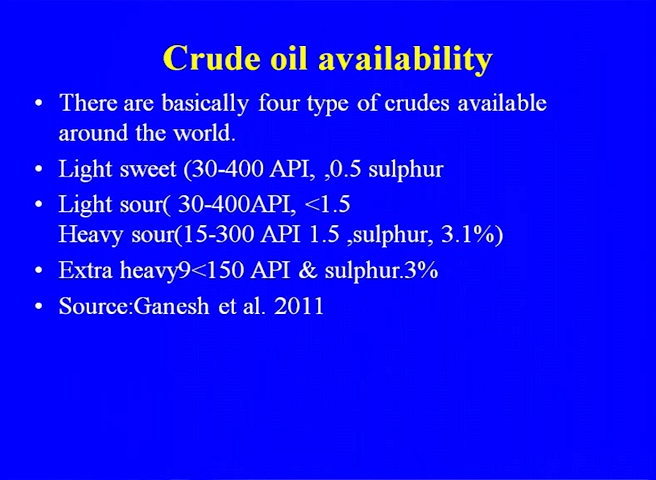 Crude oil availability
• There are basically four type of crudes available
around the world.
• Light sweet (30-400 API, ,0.5 sulphur
• Light sour( 30-400API, <1.5
Heavy sour(15-300 API 1.5 ,sulphur, 3.1%)
• Extra heavy9<150 API & sulphur.3%
• Source:Ganesh et al. 2011